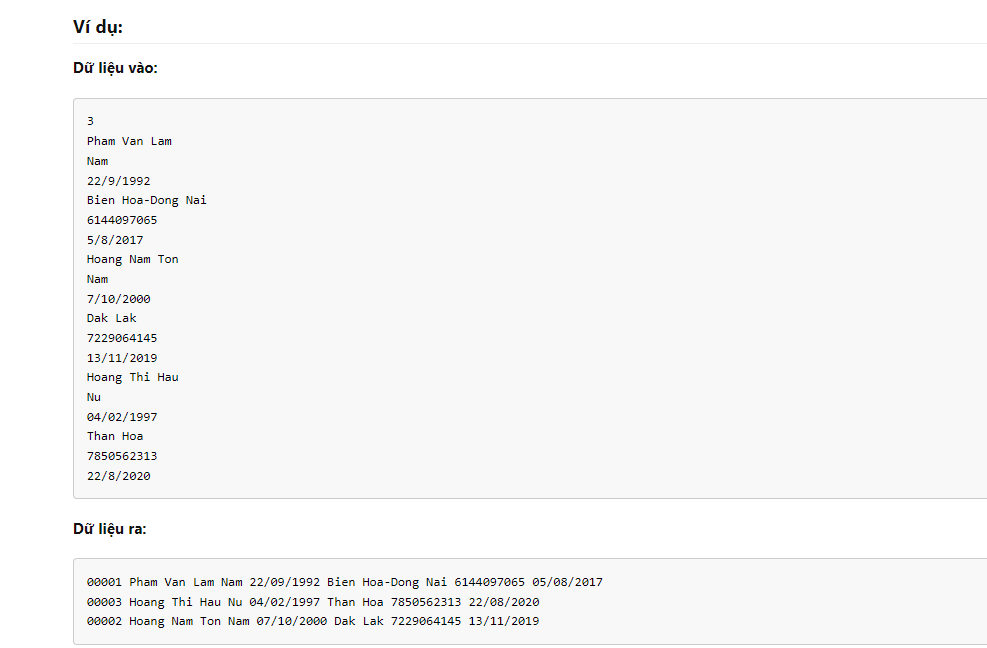 Ví dụ:
Dữ liệu vào:
3
Pham Van Lam
Nam
22/9/1992
Bien Hoa-Dong Nai
6144097065
5/8/2017
Hoang Nam Ton
Nam
7/10/2000
Dak Lak
7229064145
13/11/2019
Hoang Thi Hau
Nu
04/02/1997
Than Hoa
7850562313
22/8/2020
Dữ liệu ra:
00001 Pham Van Lam Nam 22/09/1992 Bien Hoa-Dong Nai 6144097065 05/08/2017
00003 Hoang Thi Hau Nu 04/02/1997 Than Hoa 7850562313 22/08/2020
00002 Hoang Nam Ton Nam 07/10/2000 Dak Lak 7229064145 13/11/2019